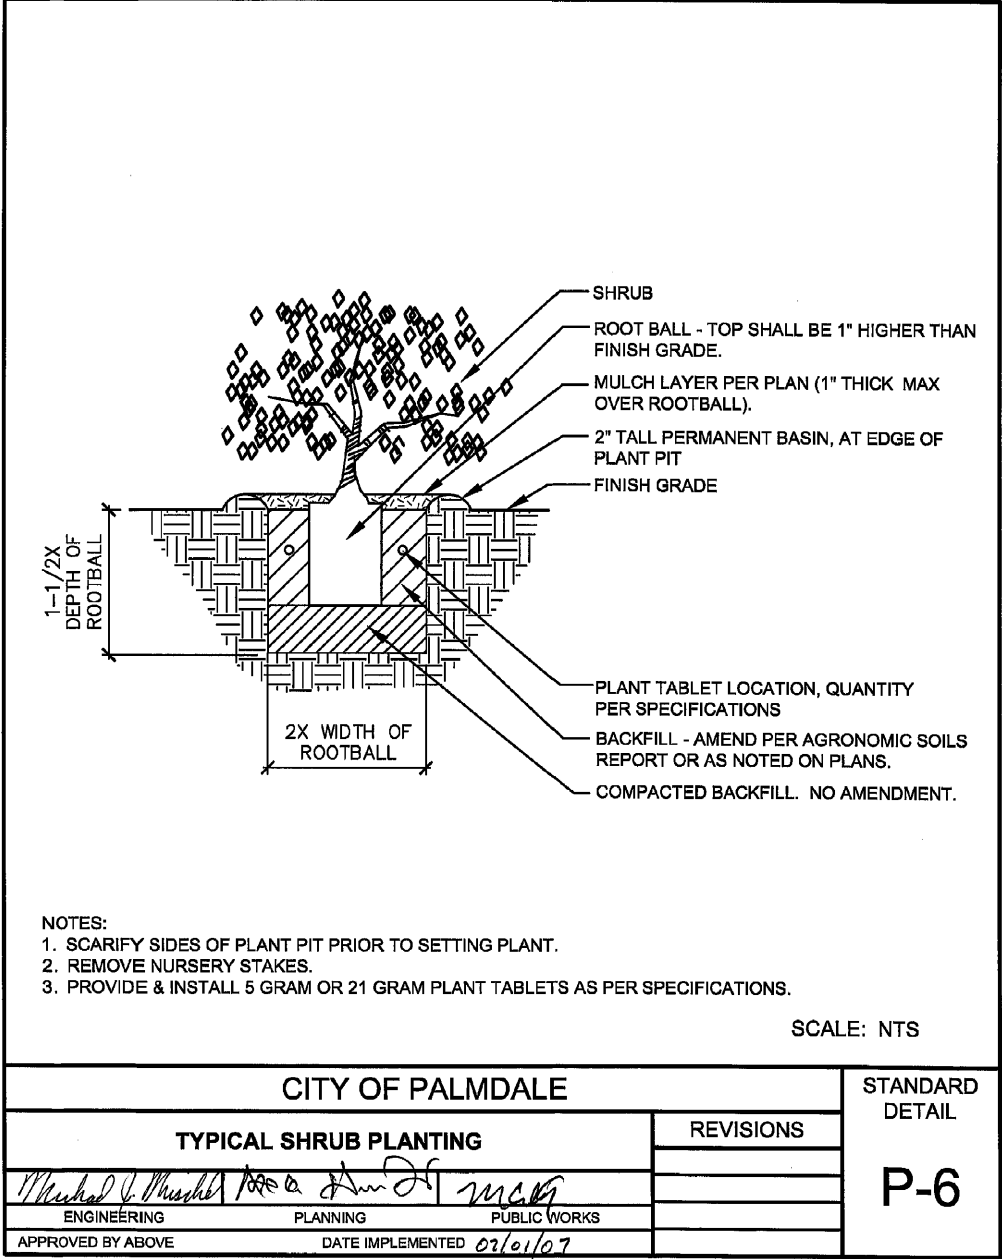 SHRUB
ROOT BALL - TOP SHALL BE 1" HIGHER THAN
FINISH GRADE.
MULCH LAYER PER PLAN (1" THICK MAX
OVER ROOTBALL).
2" TALL PERMANENT BASIN, AT EDGE OF
PLANT PIT
FINISH GRADE
1-1/2X
DEPTH OF
ROOTBALL
2X WIDTH OF
ROOTBALL
PLANT TABLET LOCATION, QUANTITY
PER SPECIFICATIONS
BACKFILL - AMEND PER AGRONOMIC SOILS
REPORT OR AS NOTED ON PLANS.
COMPACTED BACKFILL. NO AMENDMENT.
NOTES:
1. SCARIFY SIDES OF PLANT PIT PRIOR TO SETTING PLANT.
2. REMOVE NURSERY STAKES.
3. PROVIDE & INSTALL 5 GRAM OR 21 GRAM PLANT TABLETS AS PER SPECIFICATIONS.
SCALE: NTS
CITY OF PALMDALE
STANDARD
DETAIL
P-6
TYPICAL SHRUB PLANTING
REVISIONS
ENGINEERING
PLANNING
PUBLIC WORKS
APPROVED BY ABOVE
DATE IMPLEMENTED 02/01/07